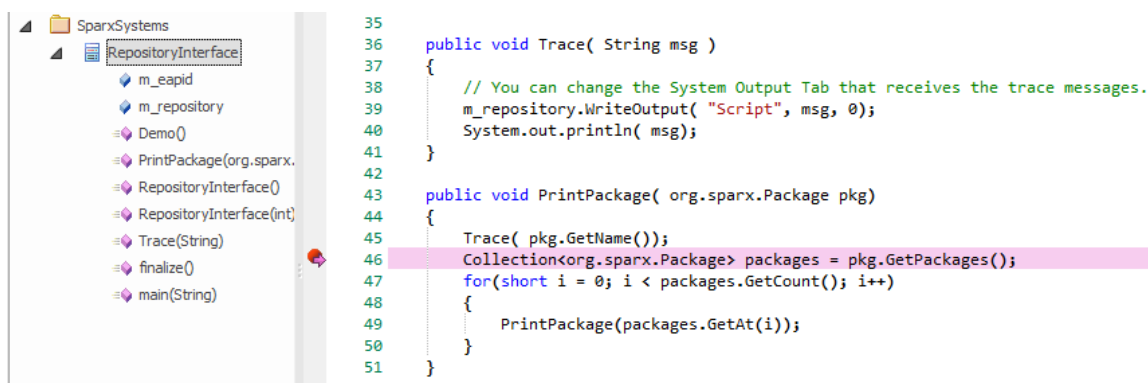 SparxSystems
RepositoryInterface
m_eapid
m_repository
Demo()
PrintPackage(org.sparx.
RepositoryInterface()
RepositoryInterface(int)
Trace(String)
finalize()
main(String)
35
36 public void Trace( String msg )
37 {
38 // You can change the System Output Tab that receives the trace messages.
39 m_repository.WriteOutput( "Script", msg, 0);
40 System.out.println( msg);
41 }
42
43 public void PrintPackage( org.sparx.Package pkg)
44 {
45 Trace( pkg.GetName());
46 Collection<org.sparx.Package> packages = pkg.GetPackages();
47 for(short i = 0; i < packages.GetCount(); i++)
48 {
49 PrintPackage(packages.GetAt(i));
50 }
51 }